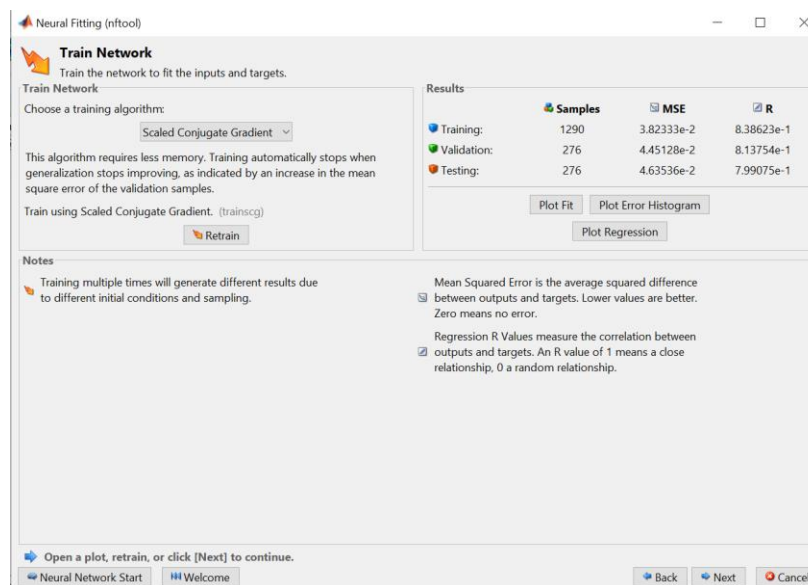 Neural Fitting (nftool)
Train Network
Train the network to fit the inputs and targets.
Train Network
Choose a training algorithm:
Scaled Conjugate Gradient
This algorithm requires less memory. Training automatically stops when
generalization stops improving, as indicated by an increase in the mean
square error of the validation samples.
Train using Scaled Conjugate Gradient. (trainscg)
Retrain
Results
Samples MSE R
Training: 1290 3.82333e-2 8.38623e-1
Validation: 276 4.45128e-2 8.13754e-1
Testing: 276 4.63536e-2 7.99075e-1
Plot Fit Plot Error Histogram
Plot Regression
Notes
Training multiple times will generate different results due
to different initial conditions and sampling.
Mean Squared Error is the average squared difference
between outputs and targets. Lower values are better.
Zero means no error.
Regression R Values measure the correlation between
outputs and targets. An R value of 1 means a close
relationship, 0 a random relationship.
Open a plot, retrain, or click [Next] to continue.
Neural Network Start Welcome Back Next Cance